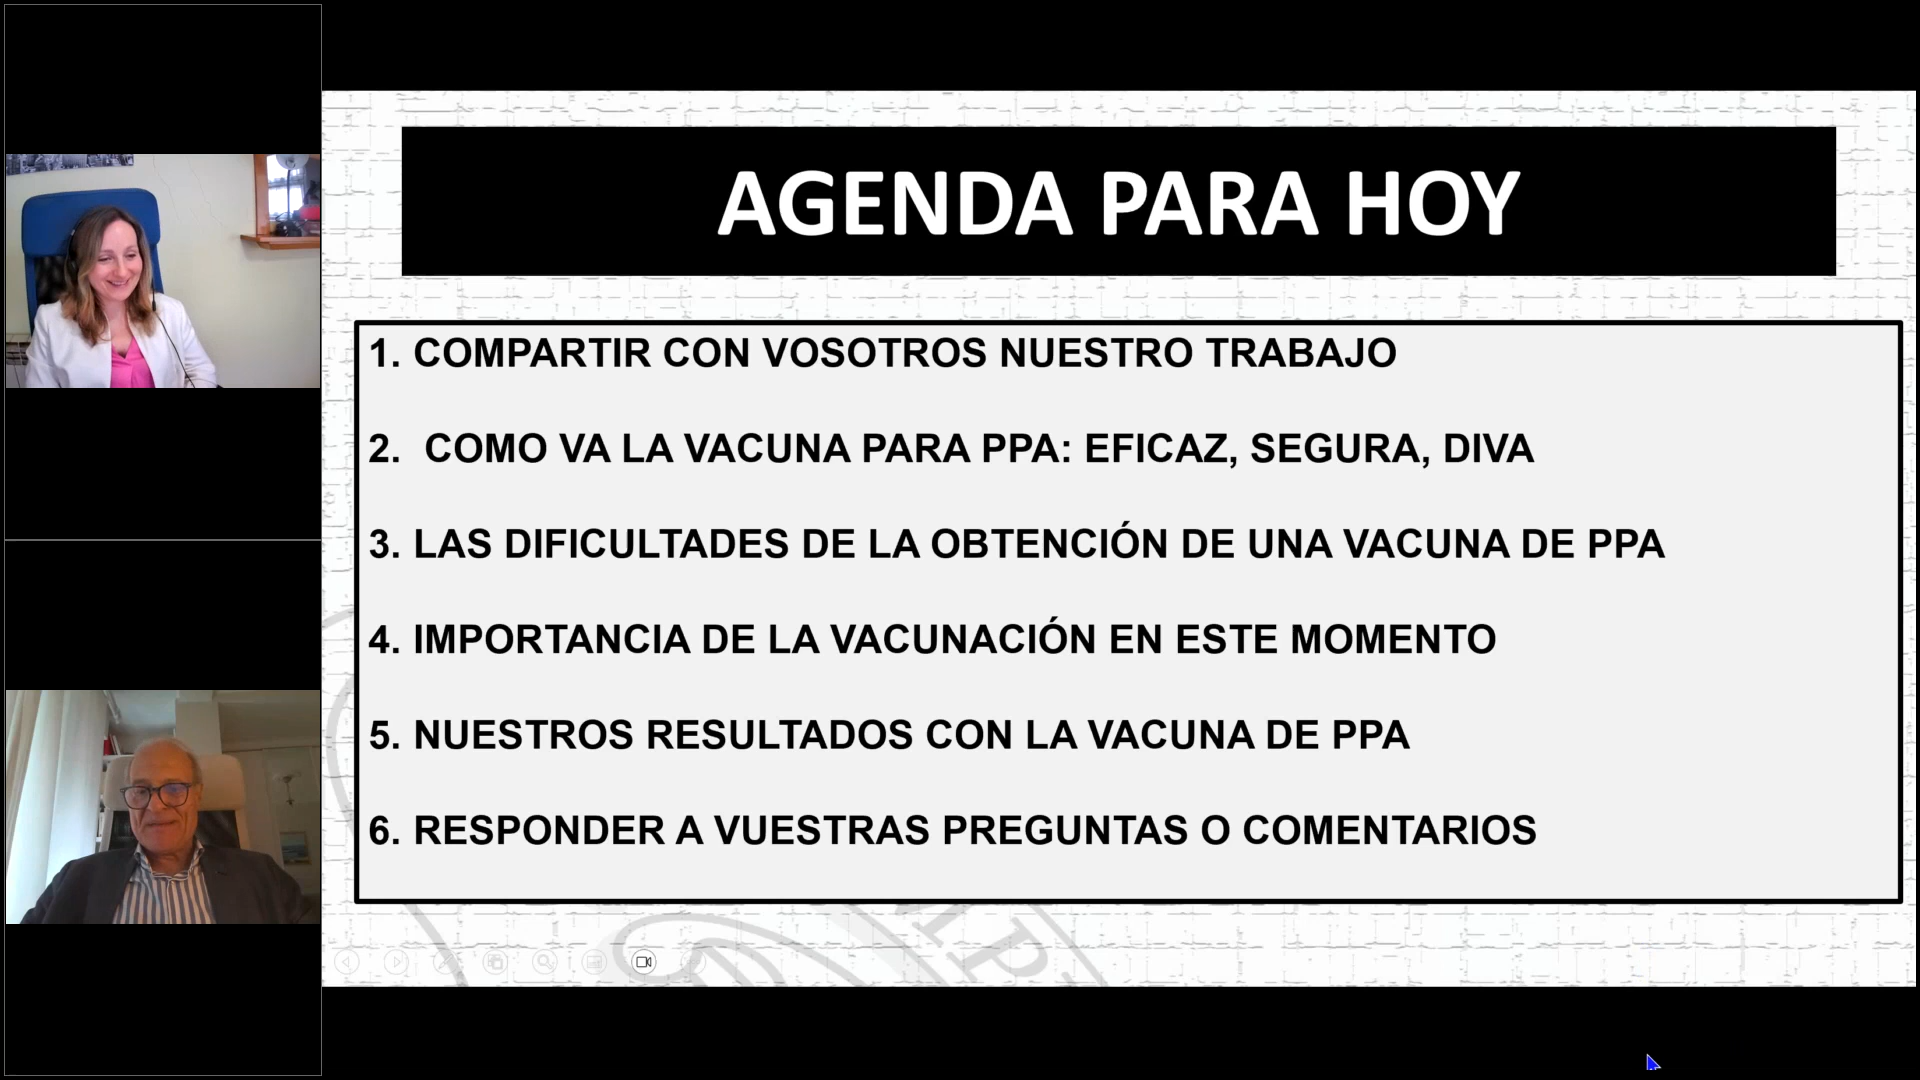 AGENDA PARA HOY
1. COMPARTIR CON VOSOTROS NUESTRO TRABAJO
2. COMO VA LA VACUNA PARA PPA: EFICAZ, SEGURA, DIVA
3. LAS DIFICULTADES DE LA OBTENCIÓN DE UNA VACUNA DE PPA
4. IMPORTANCIA DE LA VACUNACIÓN EN ESTE MOMENTO
5. NUESTROS RESULTADOS CON LA VACUNA DE PPA
6. RESPONDER A VUESTRAS PREGUNTAS O COMENTARIOS